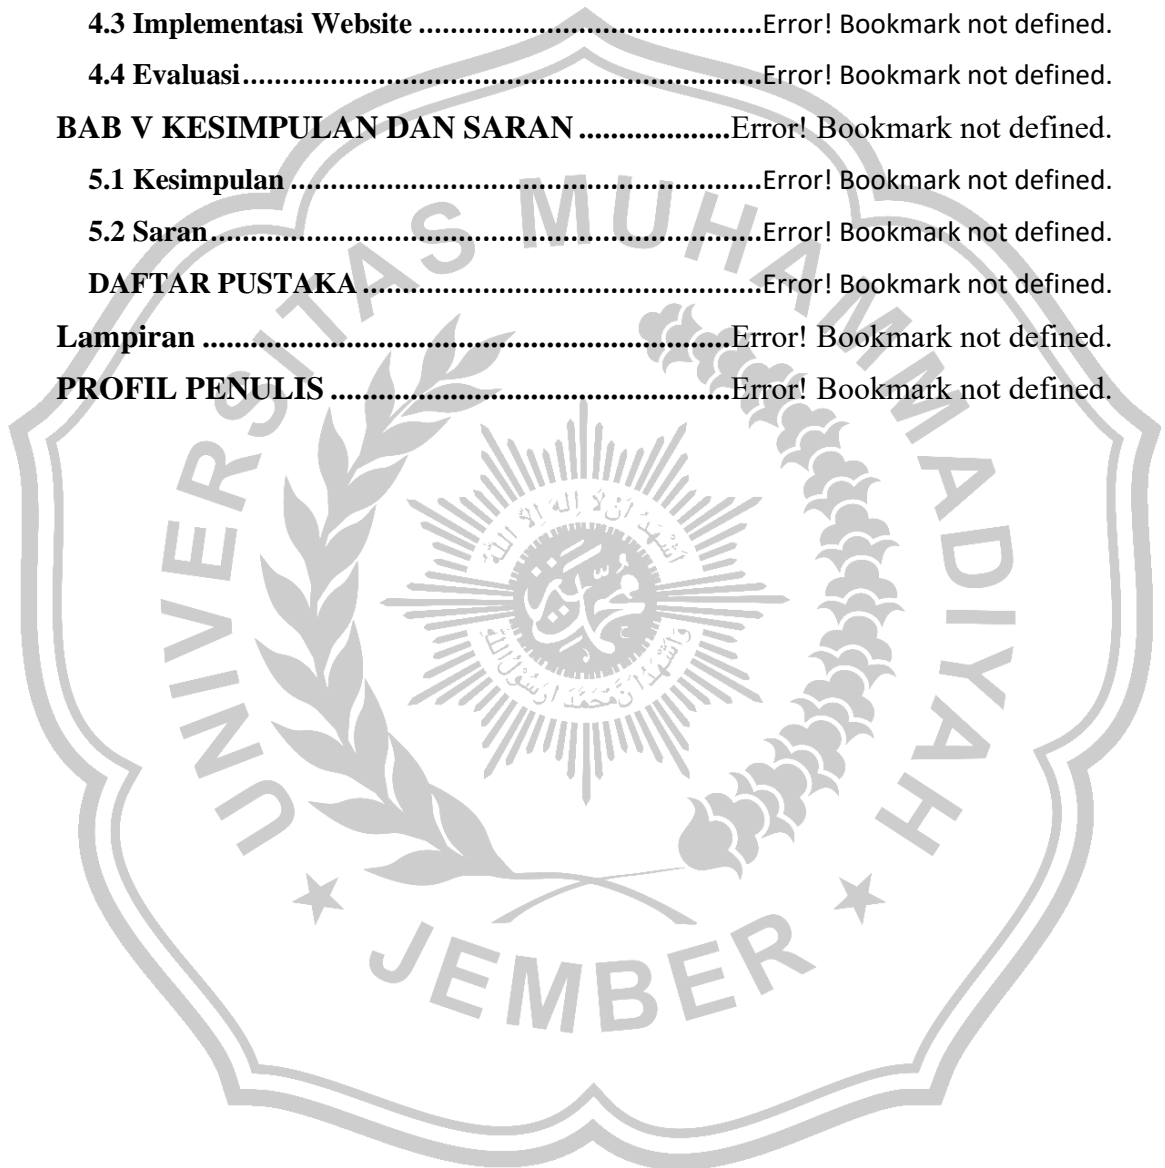 4.3 Implementasi Website ...........................................Error! Bookmark not defined.
4.4 Evaluasi.................................................................Error! Bookmark not defined.
BAB V KESIMPULAN DAN SARAN ...................Error! Bookmark not defined.
5.1 Kesimpulan ...........................................................Error! Bookmark not defined.
5.2 Saran.....................................................................Error! Bookmark not defined.
DAFTAR PUSTAKA ..................................................Error! Bookmark not defined.
Lampiran ..................................................................Error! Bookmark not defined.
PROFIL PENULIS ..................................................Error! Bookmark not defined.
UNIVERSITAS MUHAMMADIYAH
JEMBER